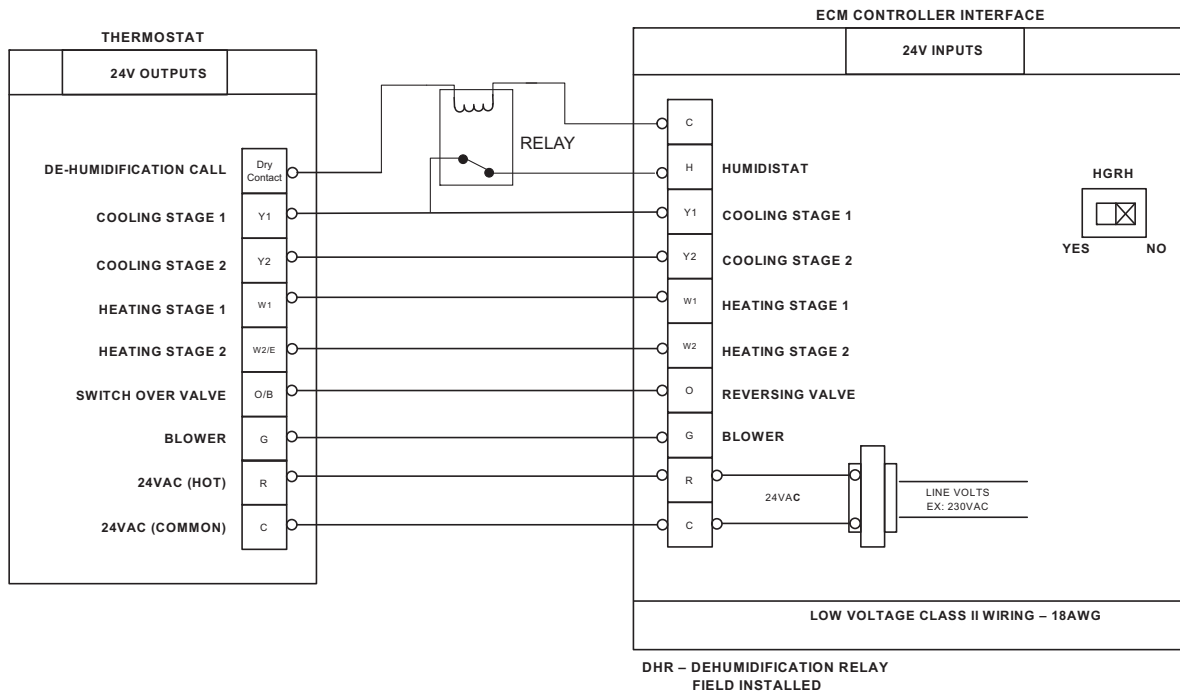 ECM CONTROLLER INTERFACE
THERMOSTAT
24V INPUTS
24V OUTPUTS
C
RELAY
DE-HUMIDIFICATION CALL
Dry
Contact
H
HUMIDISTAT
HGRH
COOLING STAGE 1
Y1
Y1
COOLING STAGE 1
YES
NO
COOLING STAGE 2
Y2
Y2
COOLING STAGE 2
HEATING STAGE 1
W1
W1
HEATING STAGE 1
HEATING STAGE 2
W2/E
W2
HEATING STAGE 2
SWITCH OVER VALVE
O/B
O
REVERSING VALVE
BLOWER
G
G
BLOWER
24VAC (HOT)
R
R
24VAC
LINE VOLTS
EX: 230VAC
24VAC (COMMON)
C
C
LOW VOLTAGE CLASS II WIRING – 18AWG
DHR – DEHUMIDIFICATION RELAY
FIELD INSTALLED